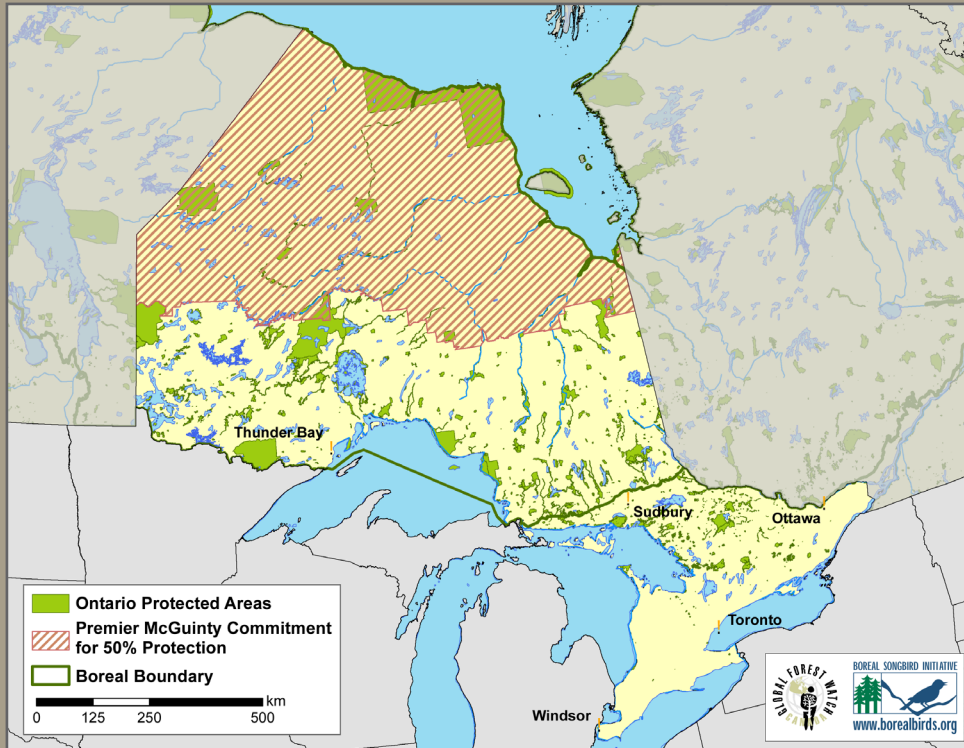 Thunder Bay
Sudbury
Ottawa
Toronto
Windsor
Ontario Protected Areas
Premier McGuinty Commitment
for 50% Protection
Boreal Boundary
km
0 125 250 500
GLOBAL FOREST WATCH
CANADA
BOREAL SONGBIRD INITIATIVE
www.borealbirds.org